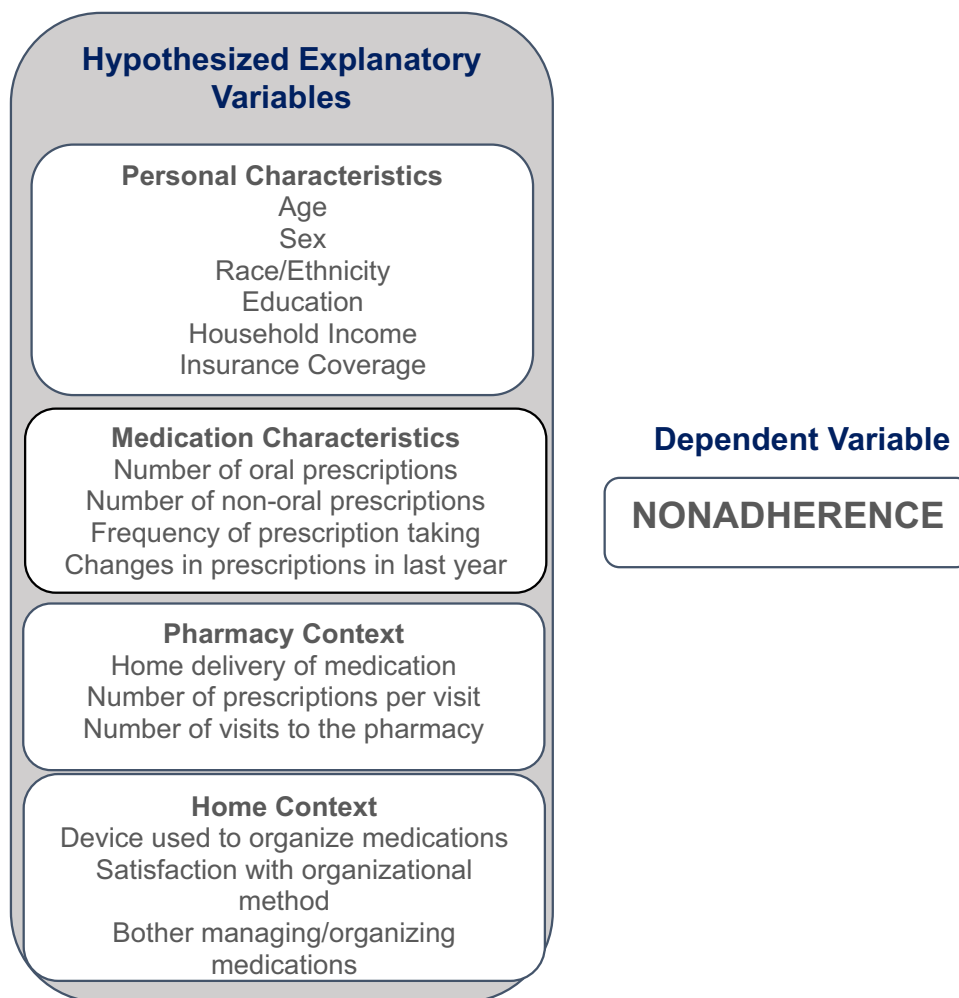 Hypothesized Explanatory
Variables
Personal Characteristics
Age
Sex
Race/Ethnicity
Education
Household Income
Insurance Coverage
Medication Characteristics
Number of oral prescriptions
Number of non-oral prescriptions
Frequency of prescription taking
Changes in prescriptions in last year
Pharmacy Context
Home delivery of medication
Number of prescriptions per visit
Number of visits to the pharmacy
Home Context
Device used to organize medications
Satisfaction with organizational
method
Bother managing/organizing
medications
Dependent Variable
NONADHERENCE